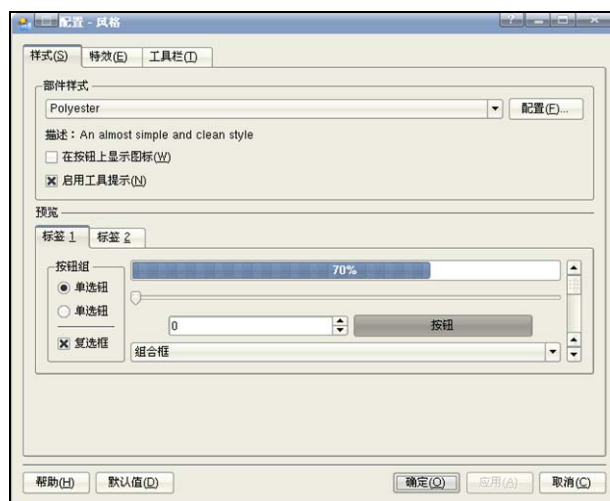 配置 - 风格
样式(S) 特效(E) 工具栏(T)
部件样式
Polyester 配置(F)...
描述：An almost simple and clean style
在按钮上显示图标(W)
启用工具提示(N)
预览
标签 1 标签 2
按钮组 70%
单选钮
单选钮 0 按钮
复选框 组合框
帮助(H) 默认值(D) 确定(O) 应用(A) 取消(C)